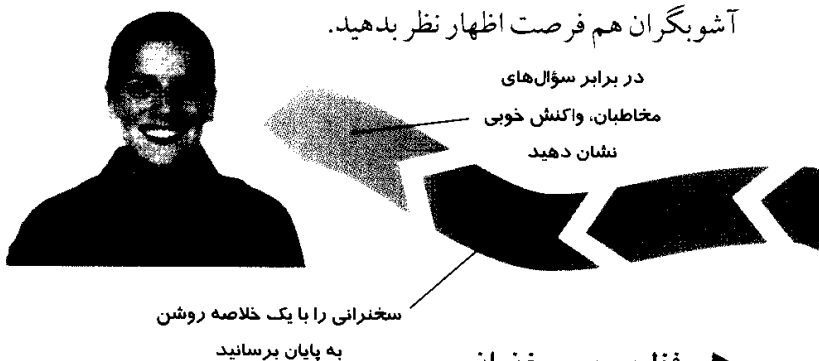 آشوبگران هم فرصت اظهار نظر بدهید.
در برابر سؤال‌های
مخاطبان، واکنش خوبی
نشان دهید
سخنرانی را با یک خلاصه روشن
به پایان برسانید